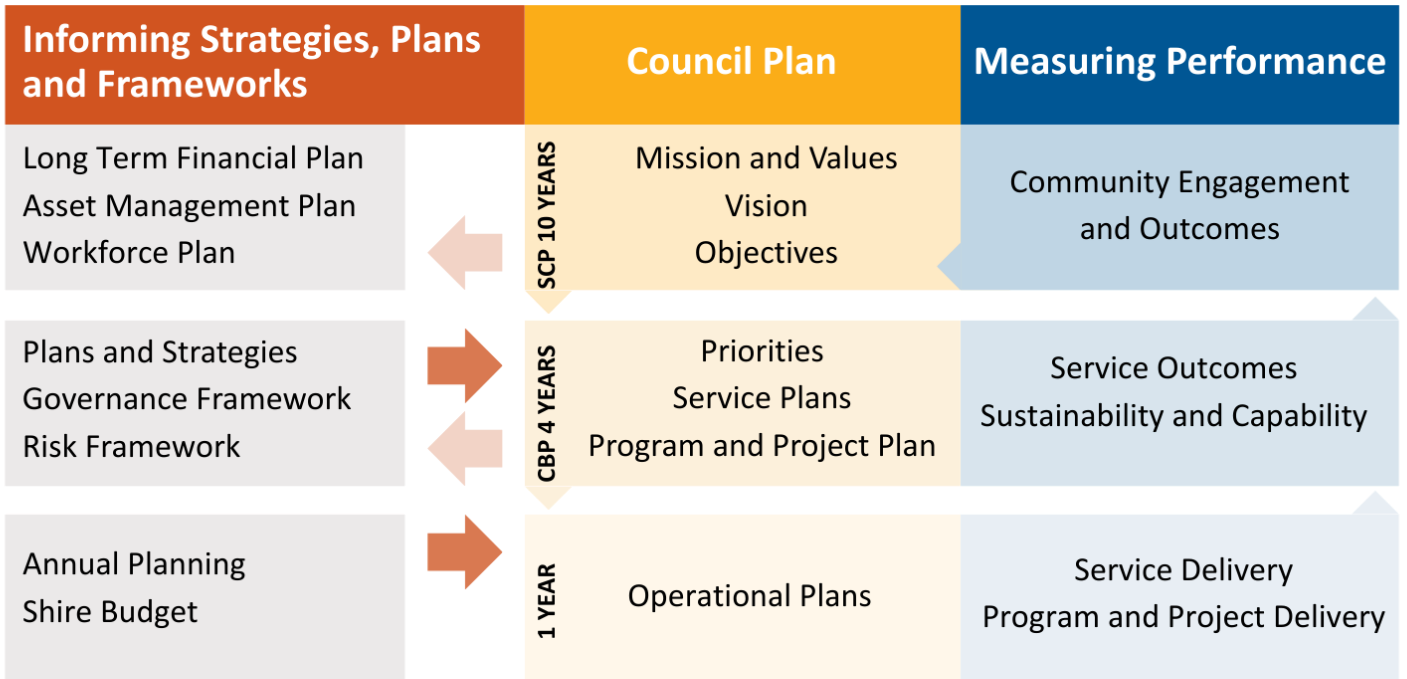 Informing Strategies, Plans
and Frameworks
Council Plan
Measuring Performance
Long Term Financial Plan
Asset Management Plan
Workforce Plan
SCP 10 YEARS
Mission and Values
Vision
Objectives
Community Engagement
and Outcomes
Plans and Strategies
Governance Framework
Risk Framework
CBP 4 YEARS
Priorities
Service Plans
Program and Project Plan
Service Outcomes
Sustainability and Capability
Annual Planning
Shire Budget
1 YEAR
Operational Plans
Service Delivery
Program and Project Delivery